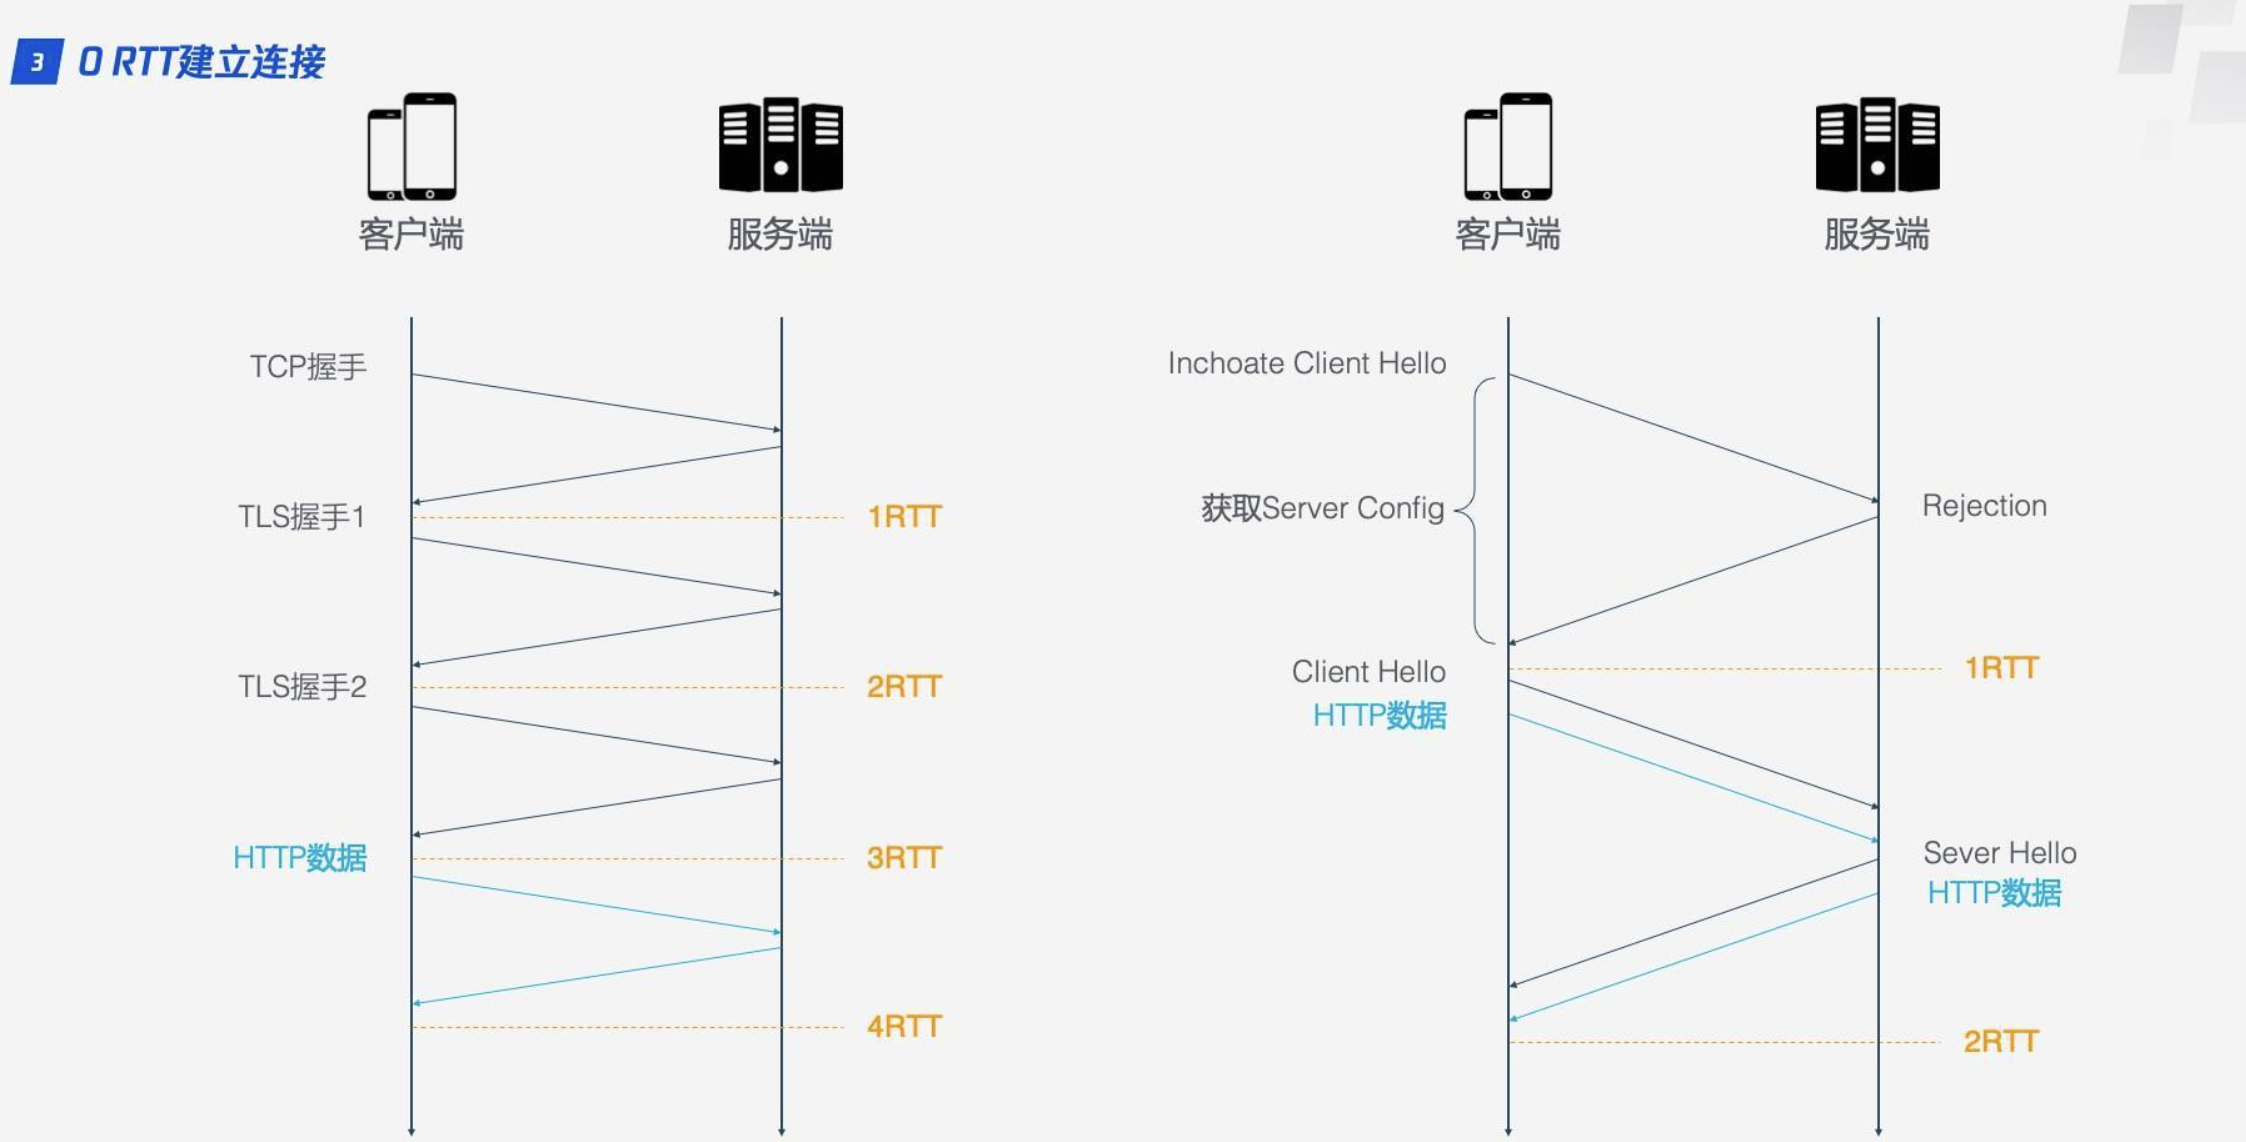 3 0 RTT建立连接
客户端
服务端
TCP握手
TLS握手1
1RTT
TLS握手2
2RTT
HTTP数据
3RTT
4RTT
客户端
服务端
Inchoate Client Hello
获取Server Config
Rejection
Client Hello
1RTT
HTTP数据
Sever Hello
HTTP数据
2RTT